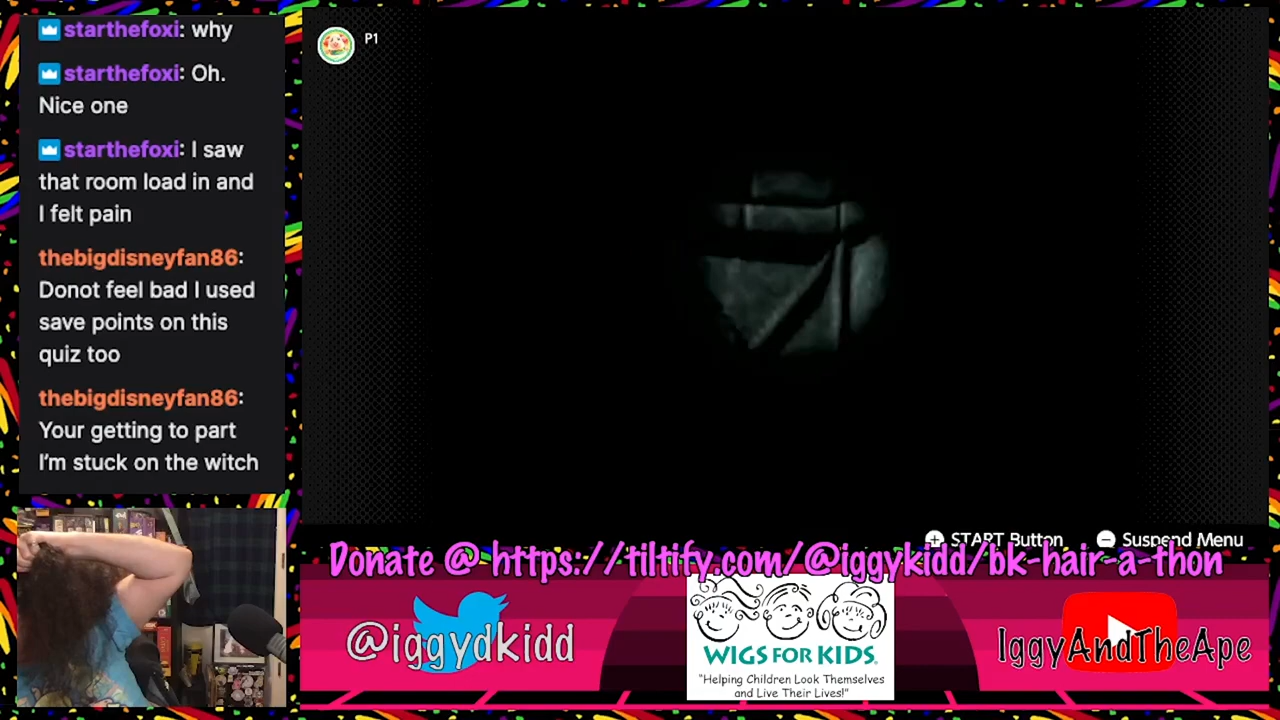 starthefoxi: why
starthefoxi: Oh.
Nice one
starthefoxi: I saw
that room load in and
I felt pain
thebigdisneyfan86:
Donot feel bad I used
save points on this
quiz too
thebigdisneyfan86:
Your getting to part
I'm stuck on the witch
P1
START Button
Suspend Menu
Donate @ https://tiltify.com/@iggykidd/bk-hair-a-thon
@iggydkidd
WIGS FOR KIDS.
"Helping Children Look Themselves
and Live Their Lives!"
IggyAndTheApe